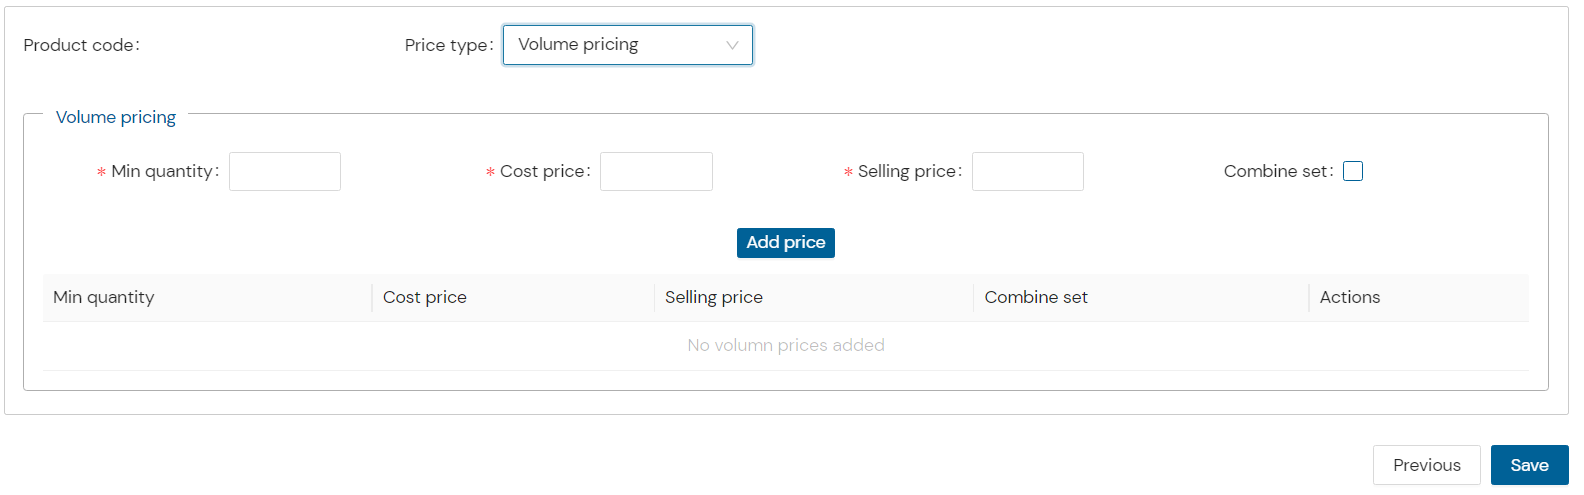 Product code: Price type: Volume pricing
Volume pricing
* Min quantity: * Cost price: * Selling price: Combine set:
Add price
Min quantity Cost price Selling price Combine set Actions
No volumn prices added
Previous Save